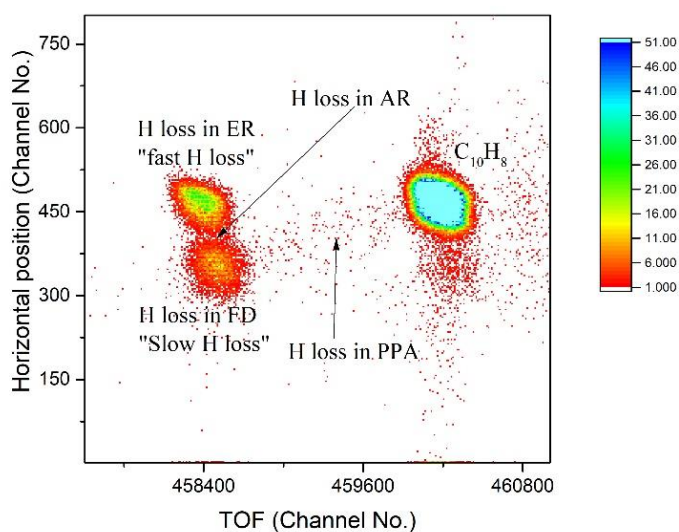 750
600
450
300
150
Horizontal position (Channel No.)
H loss in AR
H loss in ER
"fast H loss"
C10H8
H loss in FD
"Slow H loss"
H loss in PPA
458400
459600
460800
TOF (Channel No.)
51.00
46.00
41.00
36.00
31.00
26.00
21.00
16.00
11.00
6.000
1.000